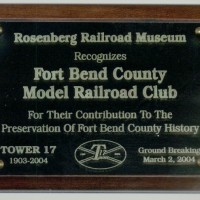 Rosenberg Railroad Museum
Recognizes
Fort Bend County
Model Railroad Club
For Their Contribution To The
Preservation Of Fort Bend County History
TOWER 17
1903-2004
Ground Breaking
March 2, 2004